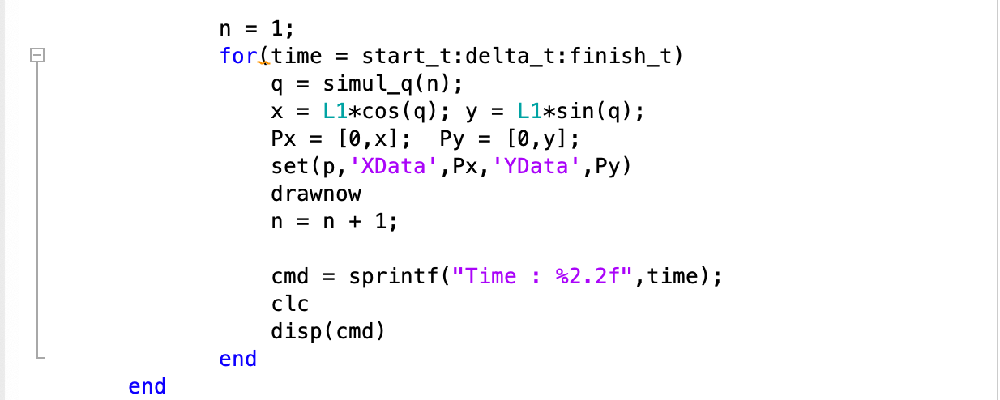 n = 1;
for(time = start_t:delta_t:finish_t)
q = simul_q(n);
x = L1*cos(q); y = L1*sin(q);
Px = [0,x];  Py = [0,y];
set(p,'XData',Px,'YData',Py)
drawnow
n = n + 1;
cmd = sprintf("Time : %2.2f",time);
clc
disp(cmd)
end
end